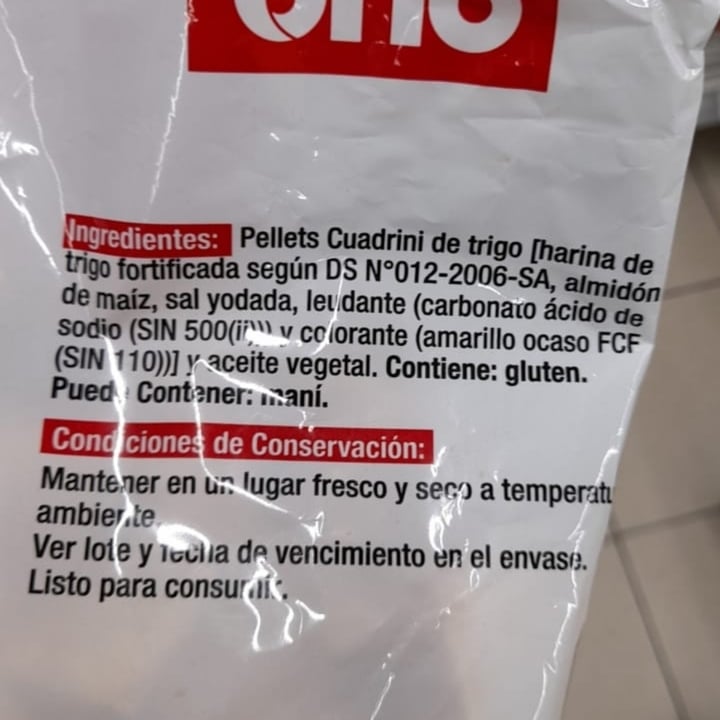 Ingredientes: Pellets Cuadrini de trigo [harina de
trigo fortificada según DS N°012-2006-SA, almidón
de maíz, sal yodada, leudante (carbonato ácido de
sodio (SIN 500(ii))) y colorante (amarillo ocaso FCF
(SIN 110))] y aceite vegetal. Contiene: gluten.
Puede Contener: maní.
Condiciones de Conservación:
Mantener en un lugar fresco y seco a temperatu
ambiente.
Ver lote y fecha de vencimiento en el envase.
Listo para consumir.